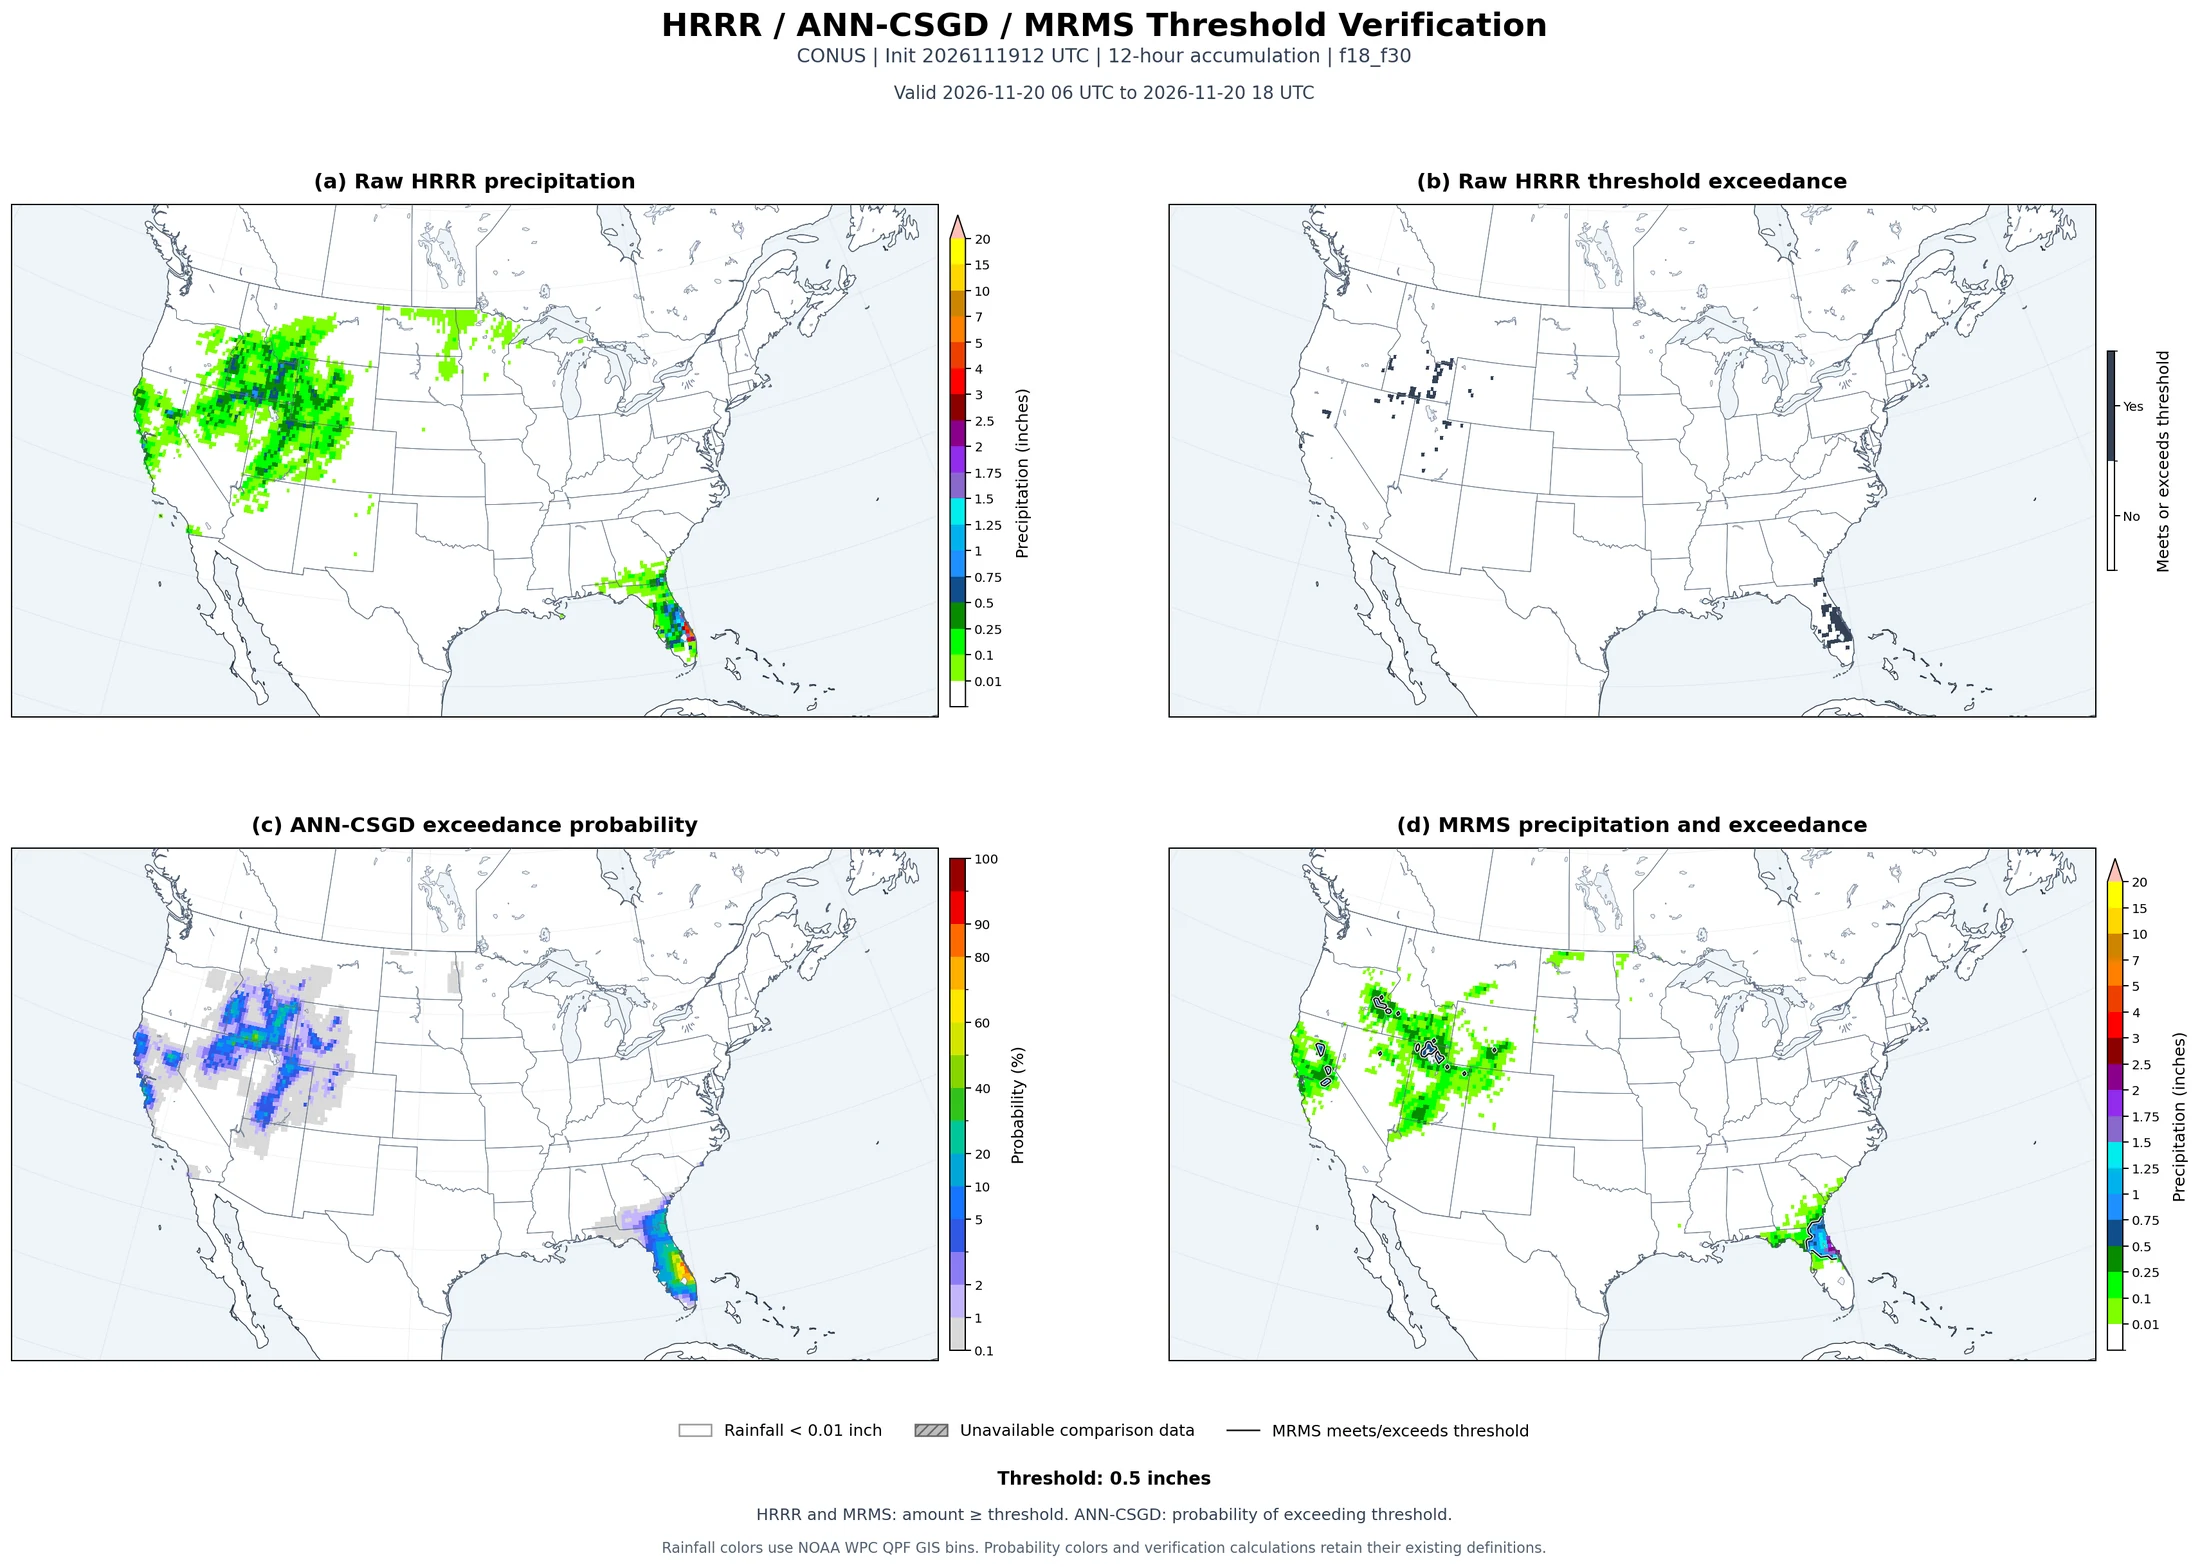 HRRR / ANN-CSGD / MRMS Threshold Verification
CONUS | Init 2026111912 UTC | 12-hour accumulation | f18_f30
Valid 2026-11-20 06 UTC to 2026-11-20 18 UTC
(a) Raw HRRR precipitation
20
15
10
7
5
4
3
2.5
2
1.75
1.5
1.25
1
0.75
0.5
0.25
0.1
0.01
Precipitation (inches)
(b) Raw HRRR threshold exceedance
Yes
No
Meets or exceeds threshold
(c) ANN-CSGD exceedance probability
100
90
80
60
40
20
10
5
2
1
0.1
Probability (%)
(d) MRMS precipitation and exceedance
20
15
10
7
5
4
3
2.5
2
1.75
1.5
1.25
1
0.75
0.5
0.25
0.1
0.01
Precipitation (inches)
Rainfall < 0.01 inch
Unavailable comparison data
MRMS meets/exceeds threshold
Threshold: 0.5 inches
HRRR and MRMS: amount ≥ threshold. ANN-CSGD: probability of exceeding threshold.
Rainfall colors use NOAA WPC QPF GIS bins. Probability colors and verification calculations retain their existing definitions.